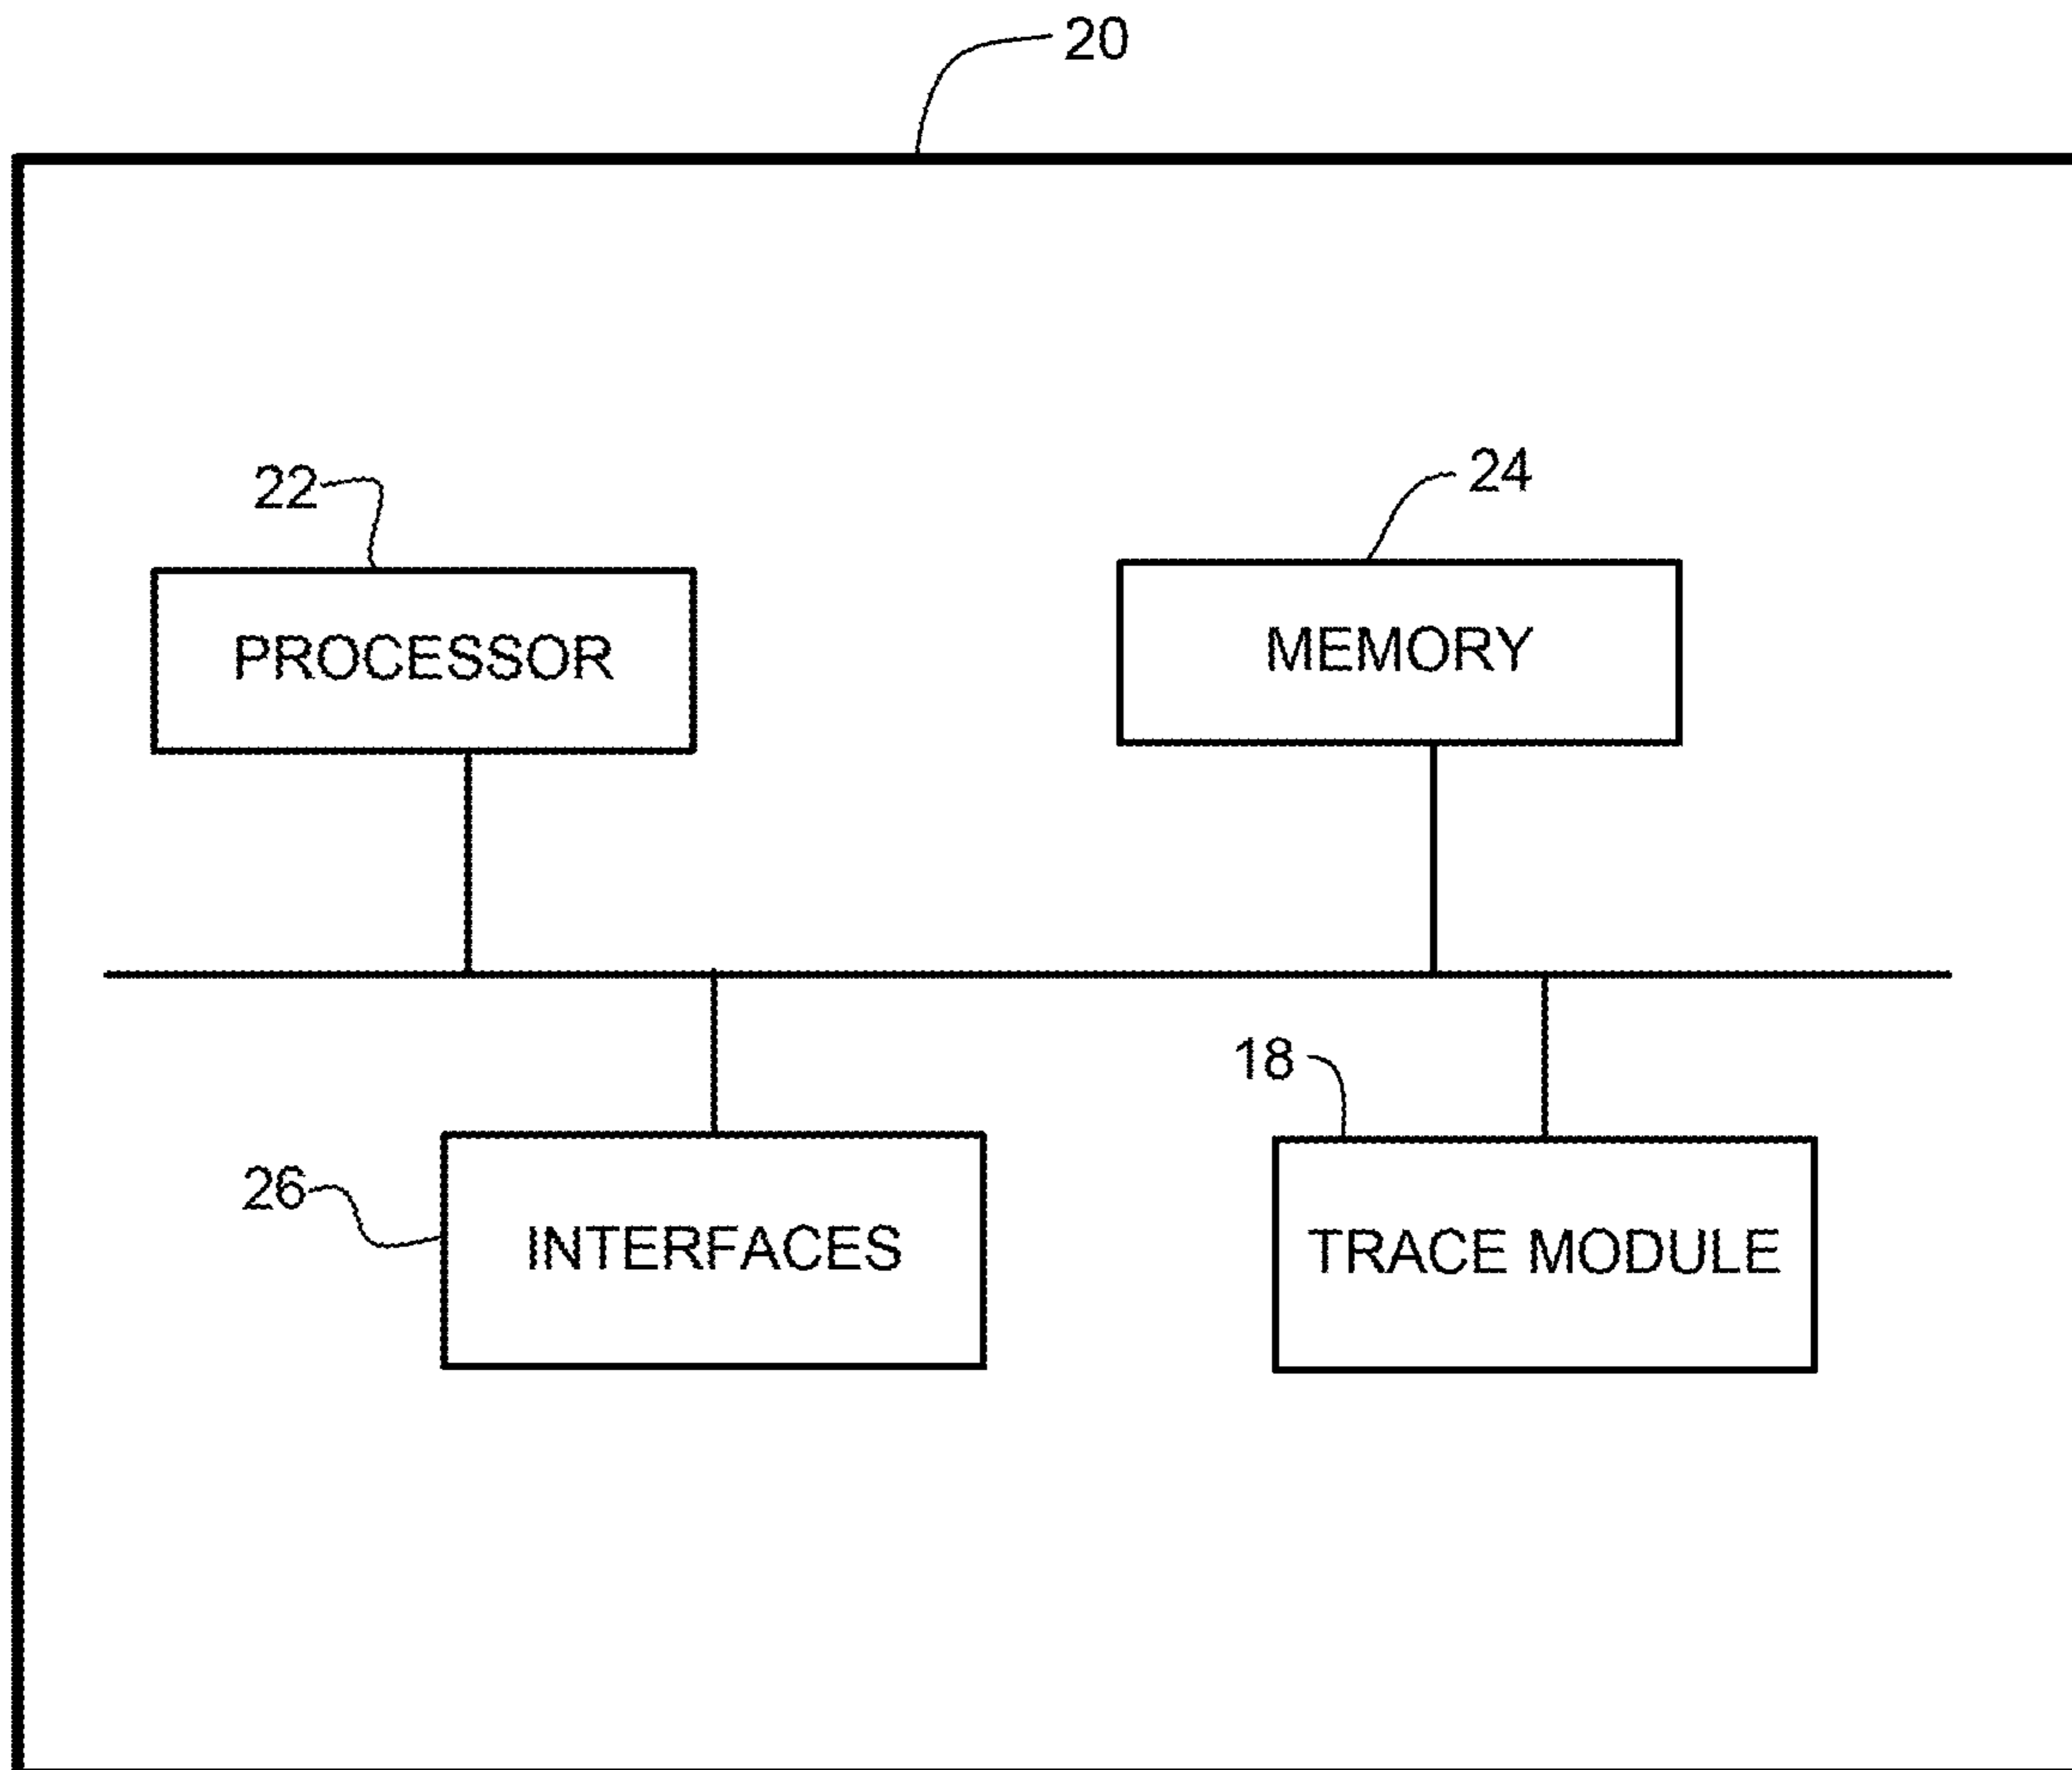 20
22
24
PROCESSOR
MEMORY
18
26
INTERFACES
TRACE MODULE